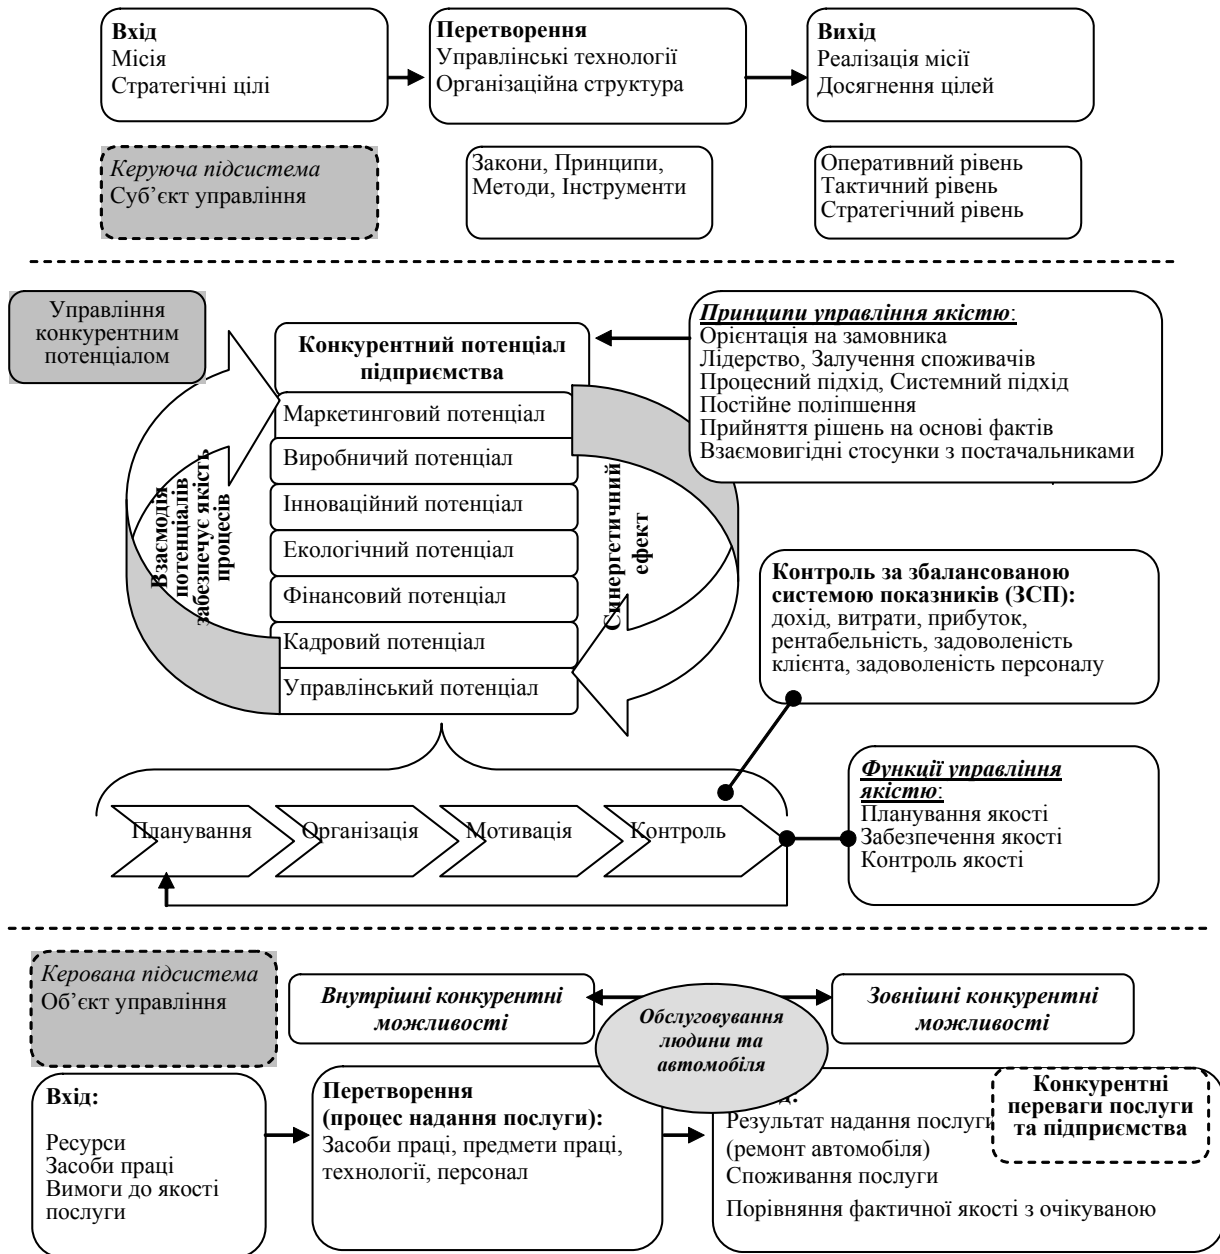 Вхід
Місія
Стратегічні цілі
Перетворення
Управлінські технології
Організаційна структура
Вихід
Реалізація місії
Досягнення цілей
Керуюча підсистема
Суб’єкт управління
Закони, Принципи,
Методи, Інструменти
Оперативний рівень
Тактичний рівень
Стратегічний рівень
Управління
конкурентним
потенціалом
Конкурентний потенціал
підприємства
Маркетинговий потенціал
Виробничий потенціал
Інноваційний потенціал
Екологічний потенціал
Фінансовий потенціал
Кадровий потенціал
Управлінський потенціал
Взаємодія
потенціалів
забезпечує якість
процесів
Синергетичний
ефект
Принципи управління якістю:
Орієнтація на замовника
Лідерство, Залучення споживачів
Процесний підхід, Системний підхід
Постійне поліпшення
Прийняття рішень на основі фактів
Взаємовигідні стосунки з постачальниками
Контроль за збалансованою
системою показників (ЗСП):
дохід, витрати, прибуток,
рентабельність, задоволеність
клієнта, задоволеність персоналу
Планування
Організація
Мотивація
Контроль
Функції управління
якістю:
Планування якості
Забезпечення якості
Контроль якості
Керована підсистема
Об’єкт управління
Внутрішні конкурентні
можливості
Обслуговування
людини та
автомобіля
Зовнішні конкурентні
можливості
Вхід:
Ресурси
Засоби праці
Вимоги до якості
послуги
Перетворення
(процес надання послуги):
Засоби праці, предмети праці,
технології, персонал
Результат надання послуги
(ремонт автомобіля)
Споживання послуги
Порівняння фактичної якості з очікуваною
Конкурентні
переваги послуги
та підприємства